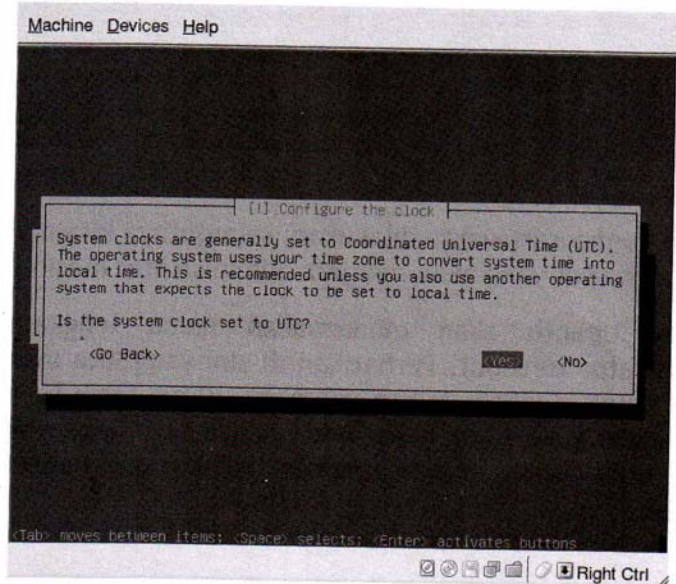 Machine Devices Help
[!] Configure the clock
System clocks are generally set to Coordinated Universal Time (UTC).
The operating system uses your time zone to convert system time into
local time. This is recommended unless you also use another operating
system that expects the clock to be set to local time.
Is the system clock set to UTC?
<Go Back> <Yes> <No>
<Tab> moves between items; <Space> selects; <Enter> activates buttons
Right Ctrl